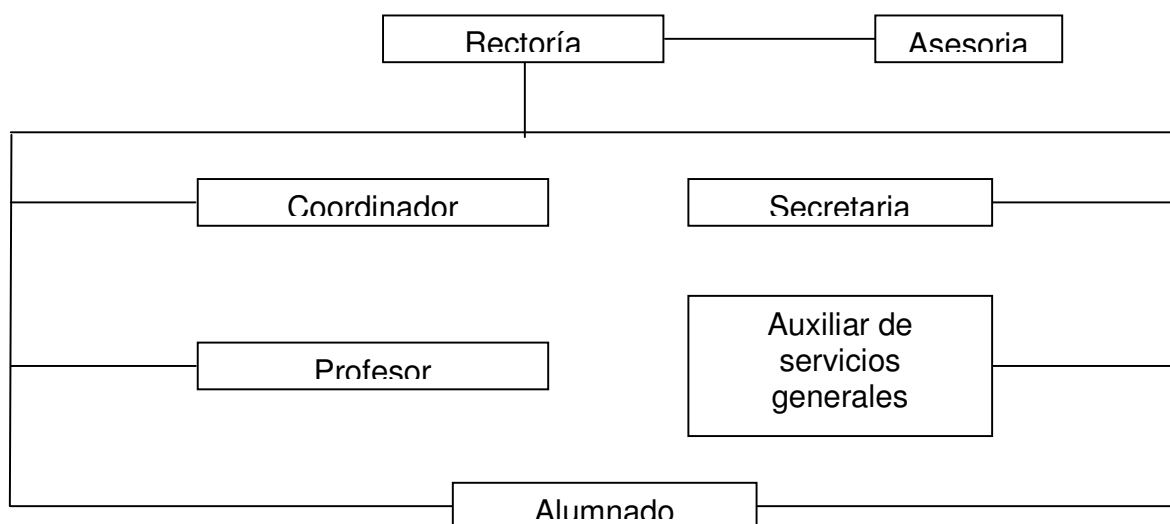 Rectoría
Asesoria
Coordinador
Secretaria
Profesor
Auxiliar de
servicios
generales
Alumnado